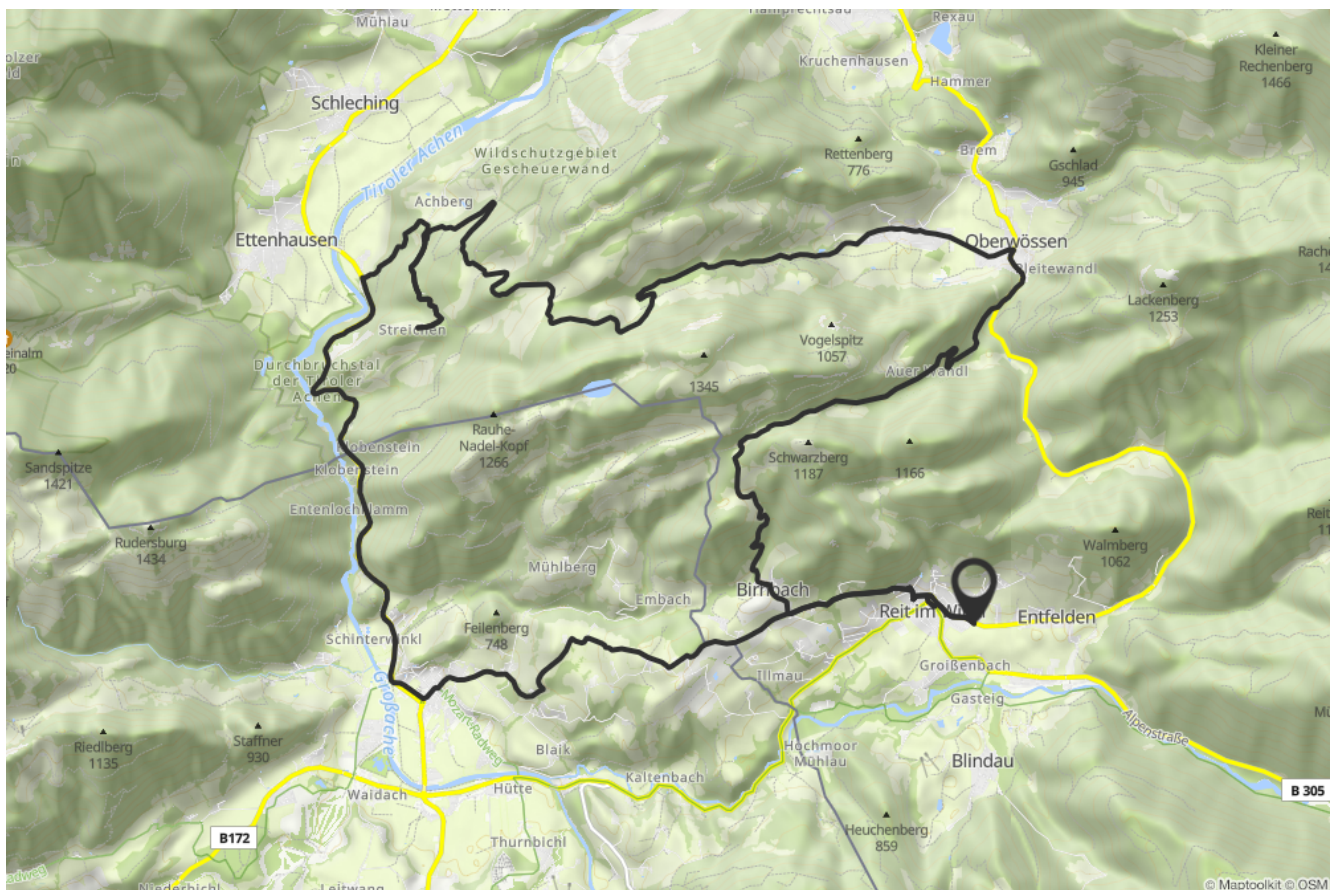 Mühlau
Rexau
Kleiner
Rechenberg
1466
Kruchenhausen
Hammer
Schleching
Tiroler Achen
Wildschutzgebiet
Gescheuerwand
Rettenberg
776
Brem
Gschlad
945
Achberg
Ettenhausen
Oberwössen
Lackenberg
1253
Streichen
Vogelspitz
1057
Durchbruchstal
der Tiroler
Achen
1345
Auer Wandl
Rauhe-
Nadel-Kopf
1266
Klobenstein
Klobenstein
Schwarzberg
1187
1166
Sandspitze
1421
Entenlochklamm
Rudersburg
1434
Walmberg
1062
Mühlberg
Embach
Birnbach
Feilenberg
748
Reit im Winkl
Entfelden
Schinterwinkl
Groißenbach
Illmau
Gasteig
Großache
Mozart-Radweg
Alpenstraße
Riedlberg
1135
Staffner
930
Blaik
Hochmoor
Mühlau
Blindau
Kaltenbach
Waidach
Hütte
B 305
B172
Thurnbichl
Heuchenberg
859
Niederbichl
Leitwang
© Maptoolkit © OSM